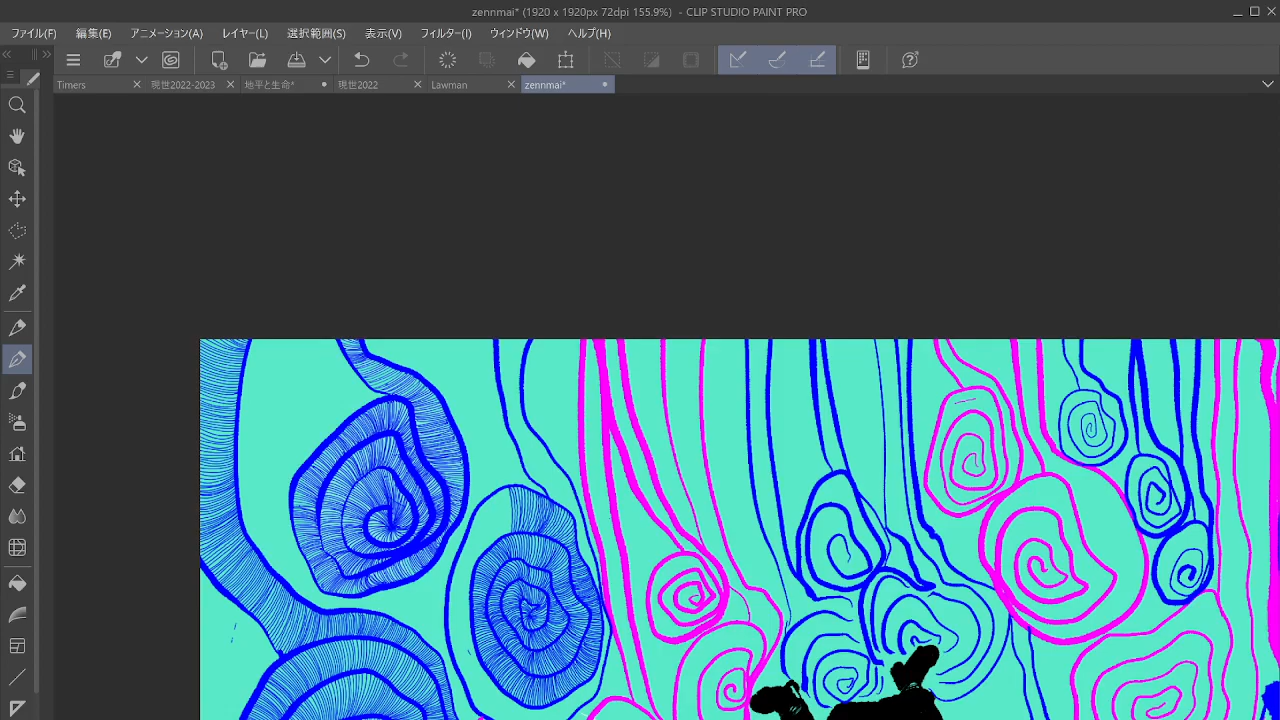 zennmai* (1920 x 1920px 72dpi 155.9%) - CLIP STUDIO PAINT PRO
ファイル(F) 編集(E) アニメーション(A) レイヤー(L) 選択範囲(S) 表示(V) フィルター(I) ウィンドウ(W) ヘルプ(H)
Timers 現世2022-2023 地平と生命* 現世2022 Lawman zennmai*